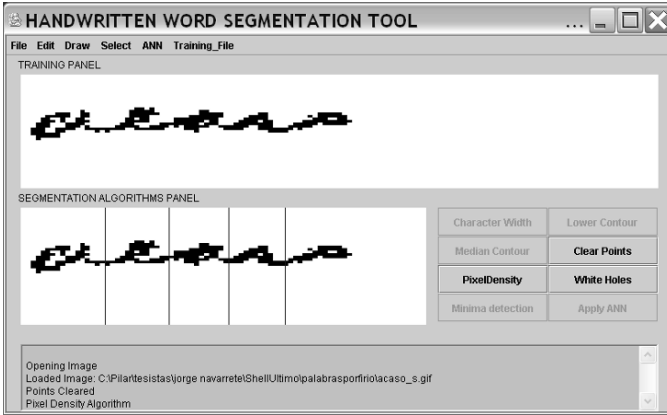 HANDWRITTEN WORD SEGMENTATION TOOL ...
File Edit Draw Select ANN Training_File
TRAINING PANEL
SEGMENTATION ALGORITHMS PANEL
Character Width Lower Contour
Median Contour Clear Points
PixelDensity White Holes
Minima detection Apply ANN
Opening Image
Loaded Image: C:\Pilar\tesistas\jorge navarrete\ShellUltimo\palabrasporfirio\acaso_s.gif
Points Cleared
Pixel Density Algorithm